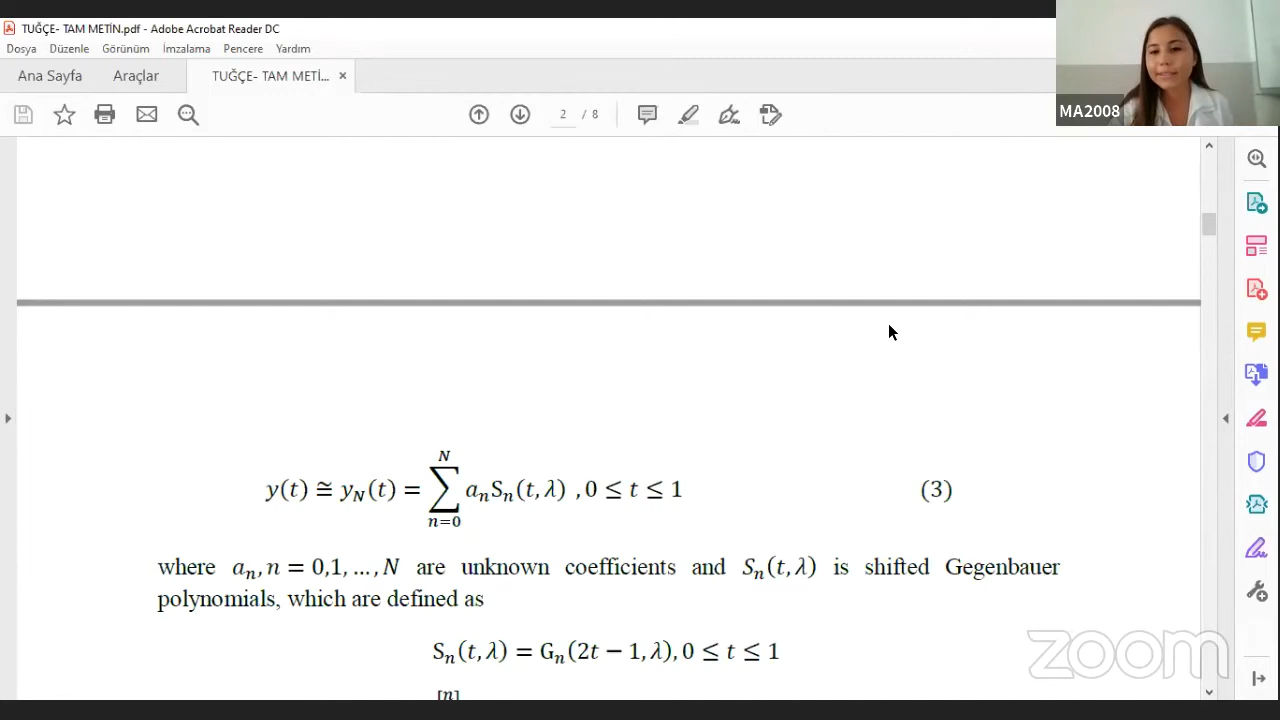 TUĞÇE- TAM METİN.pdf - Adobe Acrobat Reader DC
Dosya Düzenle Görünüm İmzalama Pencere Yardım
Ana Sayfa Araçlar TUĞÇE- TAM METİ... ×
2 / 8
MA2008
y(t) ≅ y_N(t) = ∑_{n=0}^{N} a_n S_n(t, λ) , 0 ≤ t ≤ 1 (3)
where a_n, n = 0,1, …, N are unknown coefficients and S_n(t, λ) is shifted Gegenbauer
polynomials, which are defined as
S_n(t, λ) = G_n(2t − 1, λ), 0 ≤ t ≤ 1
[n]
zoom